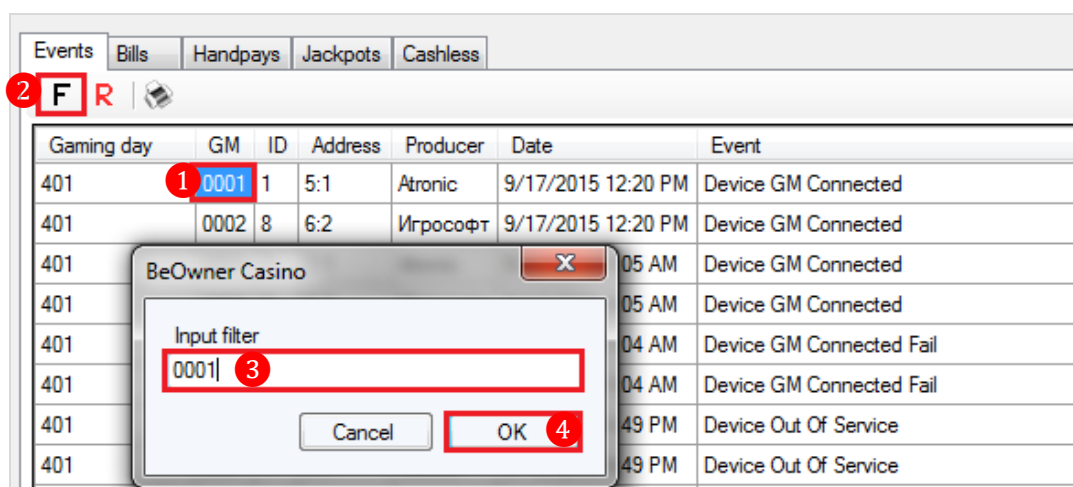 Events Bills Handpays Jackpots Cashless
2 F R
Gaming day GM ID Address Producer Date Event
401 1 0001 1 5:1 Atronic 9/17/2015 12:20 PM Device GM Connected
401 0002 8 6:2 Игрософт 9/17/2015 12:20 PM Device GM Connected
401 05 AM Device GM Connected
BeOwner Casino
401 05 AM Device GM Connected
Input filter
401 04 AM Device GM Connected Fail
0001 3
401 04 AM Device GM Connected Fail
401 49 PM Device Out Of Service
Cancel OK 4
401 49 PM Device Out Of Service